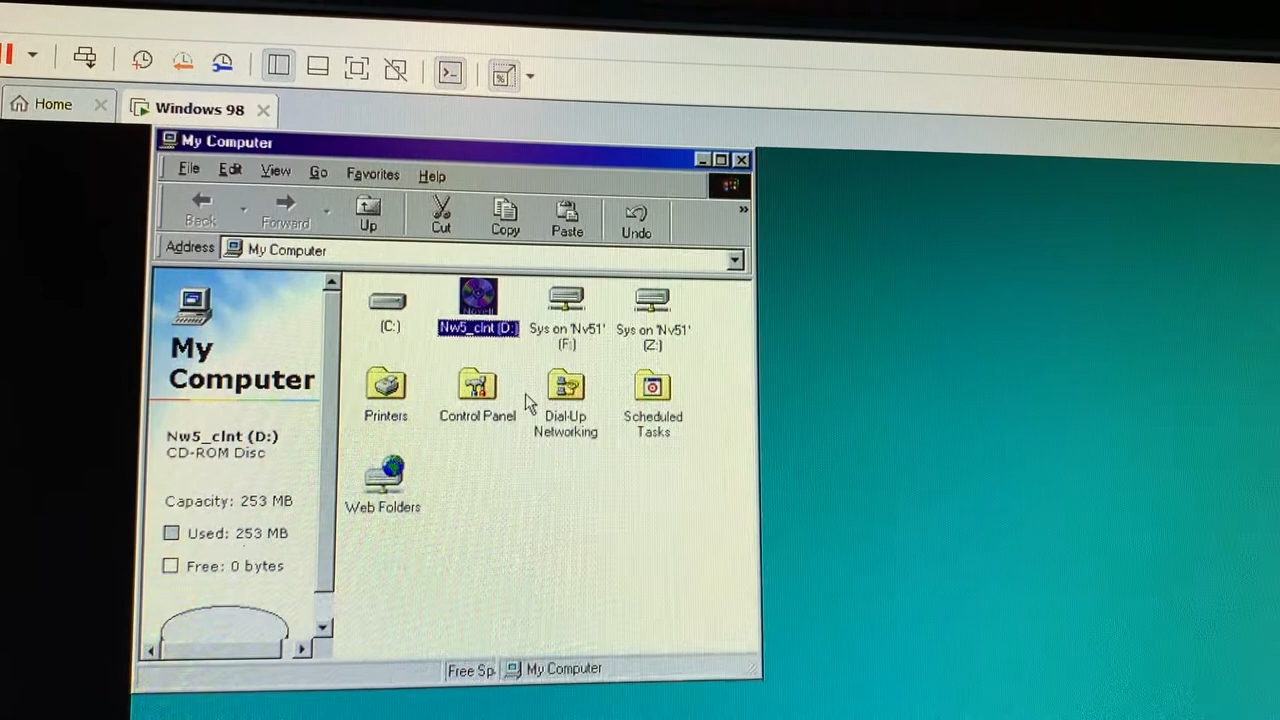 Home
Windows 98
My Computer
File Edit View Go Favorites Help
Back Forward Up Cut Copy Paste Undo
Address My Computer
Novell
(C:) Nw5_clnt (D:) Sys on 'Nv51' (F:) Sys on 'Nv51' (Z:)
My
Computer
Printers Control Panel Dial-Up Networking Scheduled Tasks
Nw5_clnt (D:)
CD-ROM Disc
Web Folders
Capacity: 253 MB
Used: 253 MB
Free: 0 bytes
Free Sp My Computer